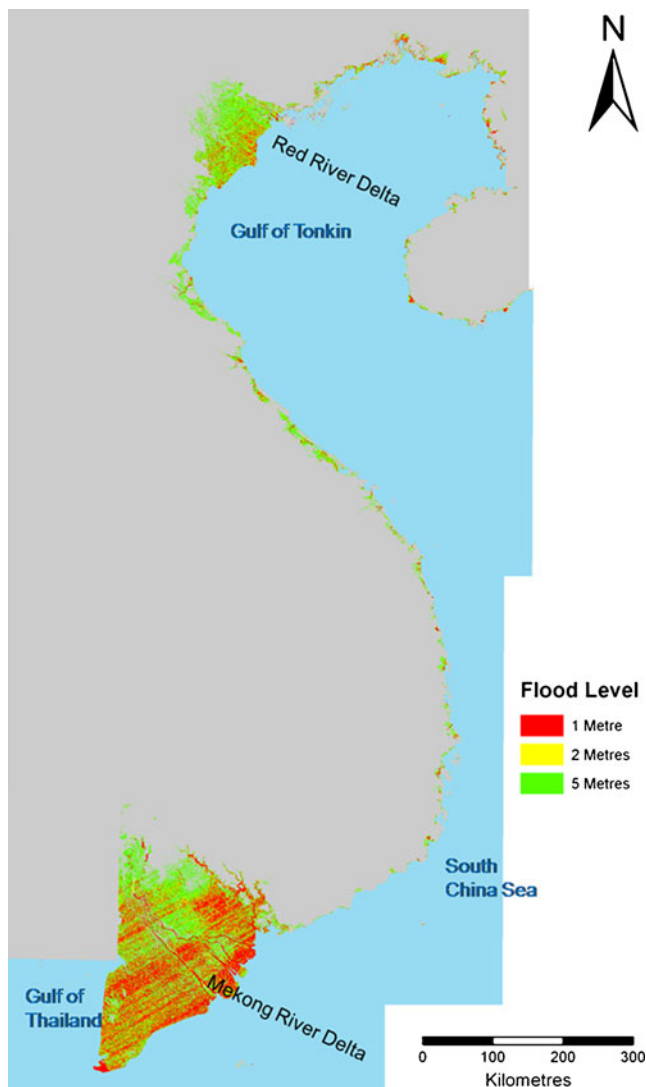 N
Red River Delta
Gulf of Tonkin
Flood Level
1 Metre
2 Metres
5 Metres
South
China Sea
Mekong River Delta
Gulf of
Thailand
0 100 200 300
Kilometres